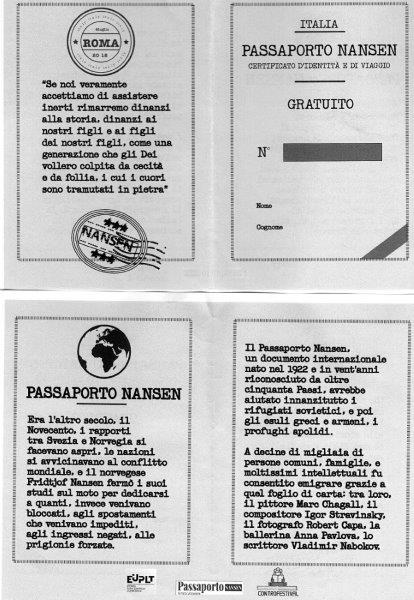 4luglio
ROMA
20 18
"Se noi veramente
accettiamo di assistere
inerti rimarremo dinanzi
alla storia, dinanzi ai
nostri figli e ai figli
dei nostri figli, come una
generazione che gli Dei
vollero colpita da cecità
e da follia, i cui i cuori
sono tramutati in pietra"
NANSEN
ITALIA
PASSAPORTO NANSEN
CERTIFICATO D'IDENTITÀ E DI VIAGGIO
GRATUITO
N°
Nome
Cognome
PASSAPORTO NANSEN
Era l'altro secolo, il
Novecento, i rapporti
tra Svezia e Norvegia si
facevano aspri, le nazioni
si avvicinavano al conflitto
mondiale, e il norvegese
Fridtjof Nansen fermò i suoi
studi sul moto per dedicarsi
a quanti, invece venivano
bloccati, agli spostamenti
che venivano impediti,
agli ingressi negati, alle
prigionie forzate.
Il Passaporto Nansen,
un documento internazionale
nato nel 1922 e in vent'anni
riconosciuto da oltre
cinquanta Paesi, avrebbe
aiutato innanzitutto i
rifugiati sovietici, e poi
gli esuli greci e armeni, i
profughi apolidi.
A decine di migliaia di
persone comuni, famiglie, e
moltissimi intellettuali fu
consentito emigrare grazie a
quel foglio di carta: tra loro,
il pittore Marc Chagall, il
compositore Igor Stravinsky,
il fotografo Robert Capa, la
ballerina Anna Pavlova, lo
scrittore Vladimir Nabokov.
EUPLT
Passaporto NANSEN
CONTROFESTIVAL